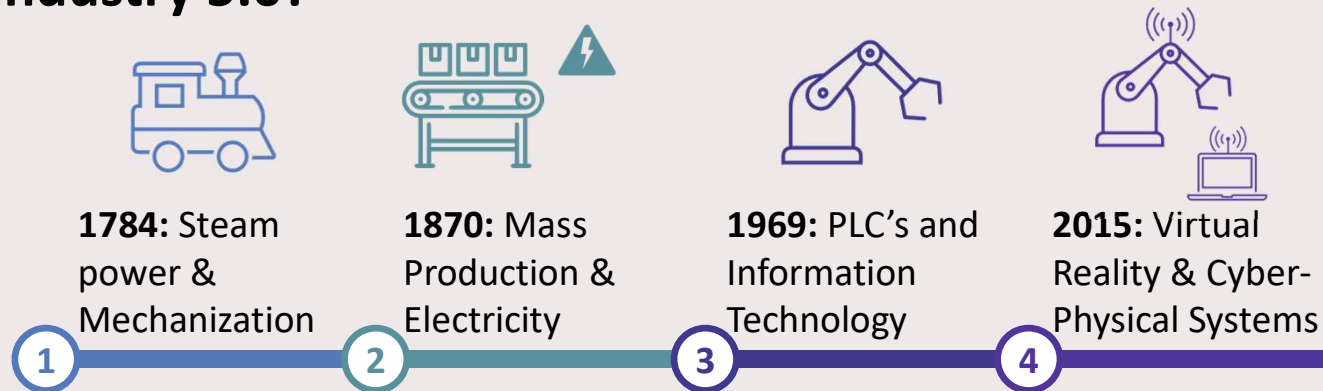 Industry
1784: Steam
power &
Mechanization
1870: Mass
Production &
Electricity
1969: PLC’s and
Information
Technology
2015: Virtual
Reality & Cyber-
Physical Systems
1
2
3
4